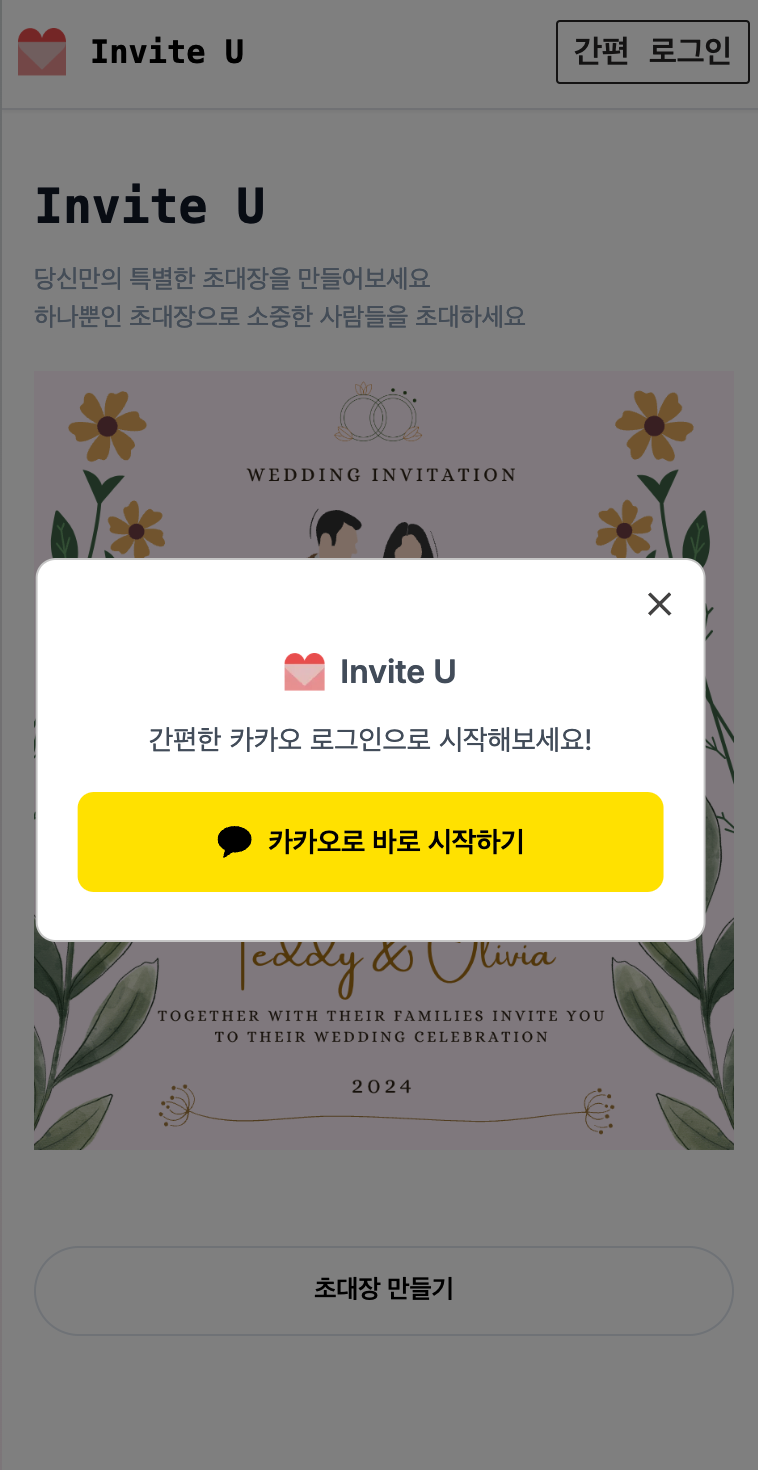 Invite U
간편 로그인
Invite U
당신만의 특별한 초대장을 만들어보세요
하나뿐인 초대장으로 소중한 사람들을 초대하세요
WEDDING INVITATION
Invite U
간편한 카카오 로그인으로 시작해보세요!
카카오로 바로 시작하기
Teddy & Olivia
TOGETHER WITH THEIR FAMILIES INVITE YOU
TO THEIR WEDDING CELEBRATION
2024
초대장 만들기